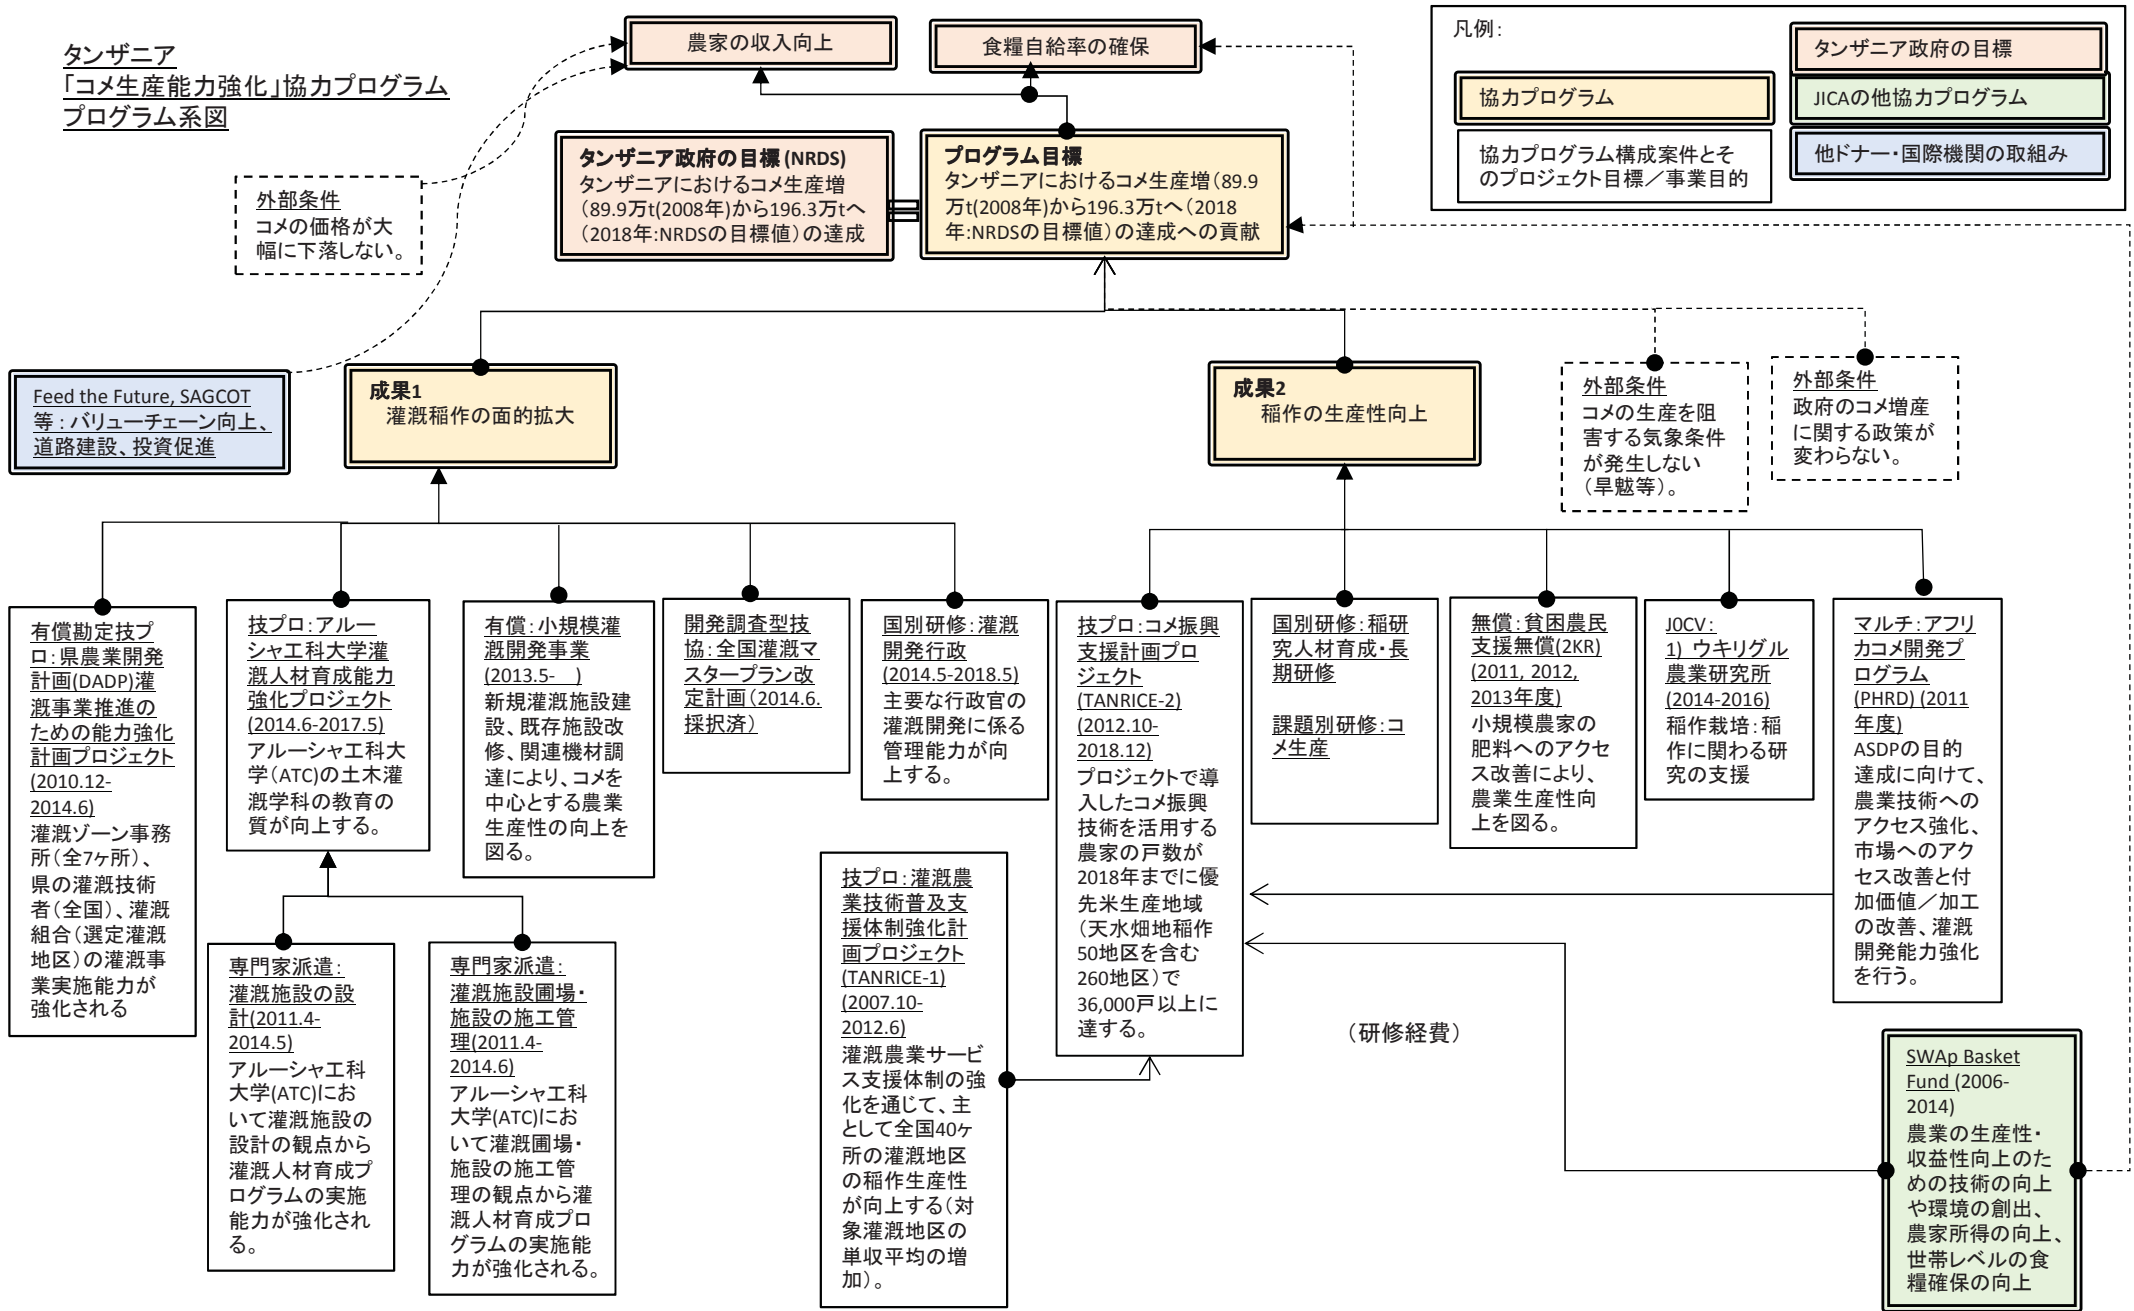 タンザニア
「コメ生産能力強化」協力プログラム
プログラム系図
農家の収入向上
食糧自給率の確保
凡例：
タンザニア政府の目標
協力プログラム
JICAの他協力プログラム
協力プログラム構成案件とそ
のプロジェクト目標／事業目的
他ドナー・国際機関の取組み
外部条件
コメの価格が大
幅に下落しない。
タンザニア政府の目標 (NRDS)
タンザニアにおけるコメ生産増
（89.9万t(2008年)から196.3万tへ
（2018年:NRDSの目標値）の達成
プログラム目標
タンザニアにおけるコメ生産増（89.9
万t(2008年)から196.3万tへ（2018
年:NRDSの目標値）の達成への貢献
Feed the Future, SAGCOT
等：バリューチェーン向上、
道路建設、投資促進
成果1
灌漑稲作の面的拡大
成果2
稲作の生産性向上
外部条件
コメの生産を阻
害する気象条件
が発生しない
（旱魃等）。
外部条件
政府のコメ増産
に関する政策が
変わらない。
有償勘定技プ
ロ：県農業開発
計画(DADP)灌
漑事業推進の
ための能力強化
計画プロジェクト
(2010.12-
2014.6)
灌漑ゾーン事務
所（全7ヶ所）、
県の灌漑技術
者（全国）、灌漑
組合（選定灌漑
地区）の灌漑事
業実施能力が
強化される
技プロ：アルー
シャ工科大学灌
漑人材育成能力
強化プロジェクト
(2014.6-2017.5)
アルーシャ工科大
学（ATC）の土木灌
漑学科の教育の
質が向上する。
有償：小規模灌
漑開発事業
(2013.5-　)
新規灌漑施設建
設、既存施設改
修、関連機材調
達により、コメを
中心とする農業
生産性の向上を
図る。
開発調査型技
協：全国灌漑マ
スタープラン改
定計画（2014.6.
採択済）
国別研修：灌漑
開発行政
(2014.5-2018.5)
主要な行政官の
灌漑開発に係る
管理能力が向
上する。
技プロ：コメ振興
支援計画プロ
ジェクト
(TANRICE-2)
(2012.10-
2018.12)
プロジェクトで導
入したコメ振興
技術を活用する
農家の戸数が
2018年までに優
先米生産地域
（天水畑地稲作
50地区を含む
260地区）で
36,000戸以上に
達する。
国別研修：稲研
究人材育成・長
期研修
課題別研修：コ
メ生産
無償：貧困農民
支援無償(2KR)
(2011, 2012,
2013年度)
小規模農家の
肥料へのアクセ
ス改善により、
農業生産性向
上を図る。
JOCV：
1) ウキリグル
農業研究所
(2014-2016)
稲作栽培：稲
作に関わる研
究の支援
マルチ：アフリ
カコメ開発プ
ログラム
(PHRD) (2011
年度)
ASDPの目的
達成に向けて、
農業技術への
アクセス強化、
市場へのアク
セス改善と付
加価値／加工
の改善、灌漑
開発能力強化
を行う。
専門家派遣：
灌漑施設の設
計(2011.4-
2014.5)
アルーシャ工科
大学(ATC)にお
いて灌漑施設の
設計の観点から
灌漑人材育成プ
ログラムの実施
能力が強化され
る。
専門家派遣：
灌漑施設圃場・
施設の施工管
理(2011.4-
2014.6)
アルーシャ工科
大学(ATC)にお
いて灌漑圃場・
施設の施工管
理の観点から灌
漑人材育成プロ
グラムの実施能
力が強化される。
技プロ：灌漑農
業技術普及支
援体制強化計
画プロジェクト
(TANRICE-1)
(2007.10-
2012.6)
灌漑農業サービ
ス支援体制の強
化を通じて、主
として全国40ヶ
所の灌漑地区
の稲作生産性
が向上する（対
象灌漑地区の
単収平均の増
加）。
（研修経費）
SWAp Basket
Fund (2006-
2014)
農業の生産性・
収益性向上のた
めの技術の向上
や環境の創出、
農家所得の向上、
世帯レベルの食
糧確保の向上